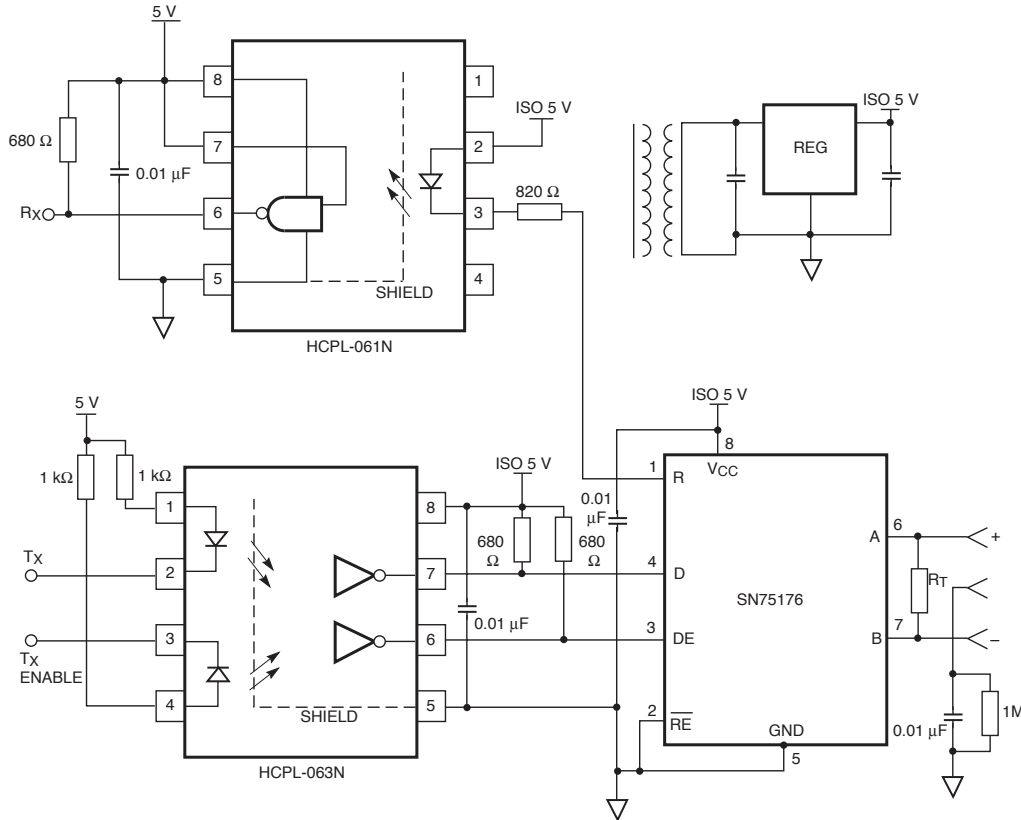 5 V
8
1
ISO 5 V
ISO 5 V
680 Ω
7
2
REG
0.01 μF
820 Ω
RX
6
3
5
4
SHIELD
HCPL-061N
5 V
ISO 5 V
8
VCC
1 kΩ
1 kΩ
ISO 5 V
1
R
1
8
0.01
μF
680
Ω
680
Ω
6
A
+
TX
2
7
4
D
RT
SN75176
0.01 μF
3
6
3
DE
7
B
–
TX
ENABLE
4
5
2
RE
GND
5
SHIELD
0.01 μF
1M
HCPL-063N